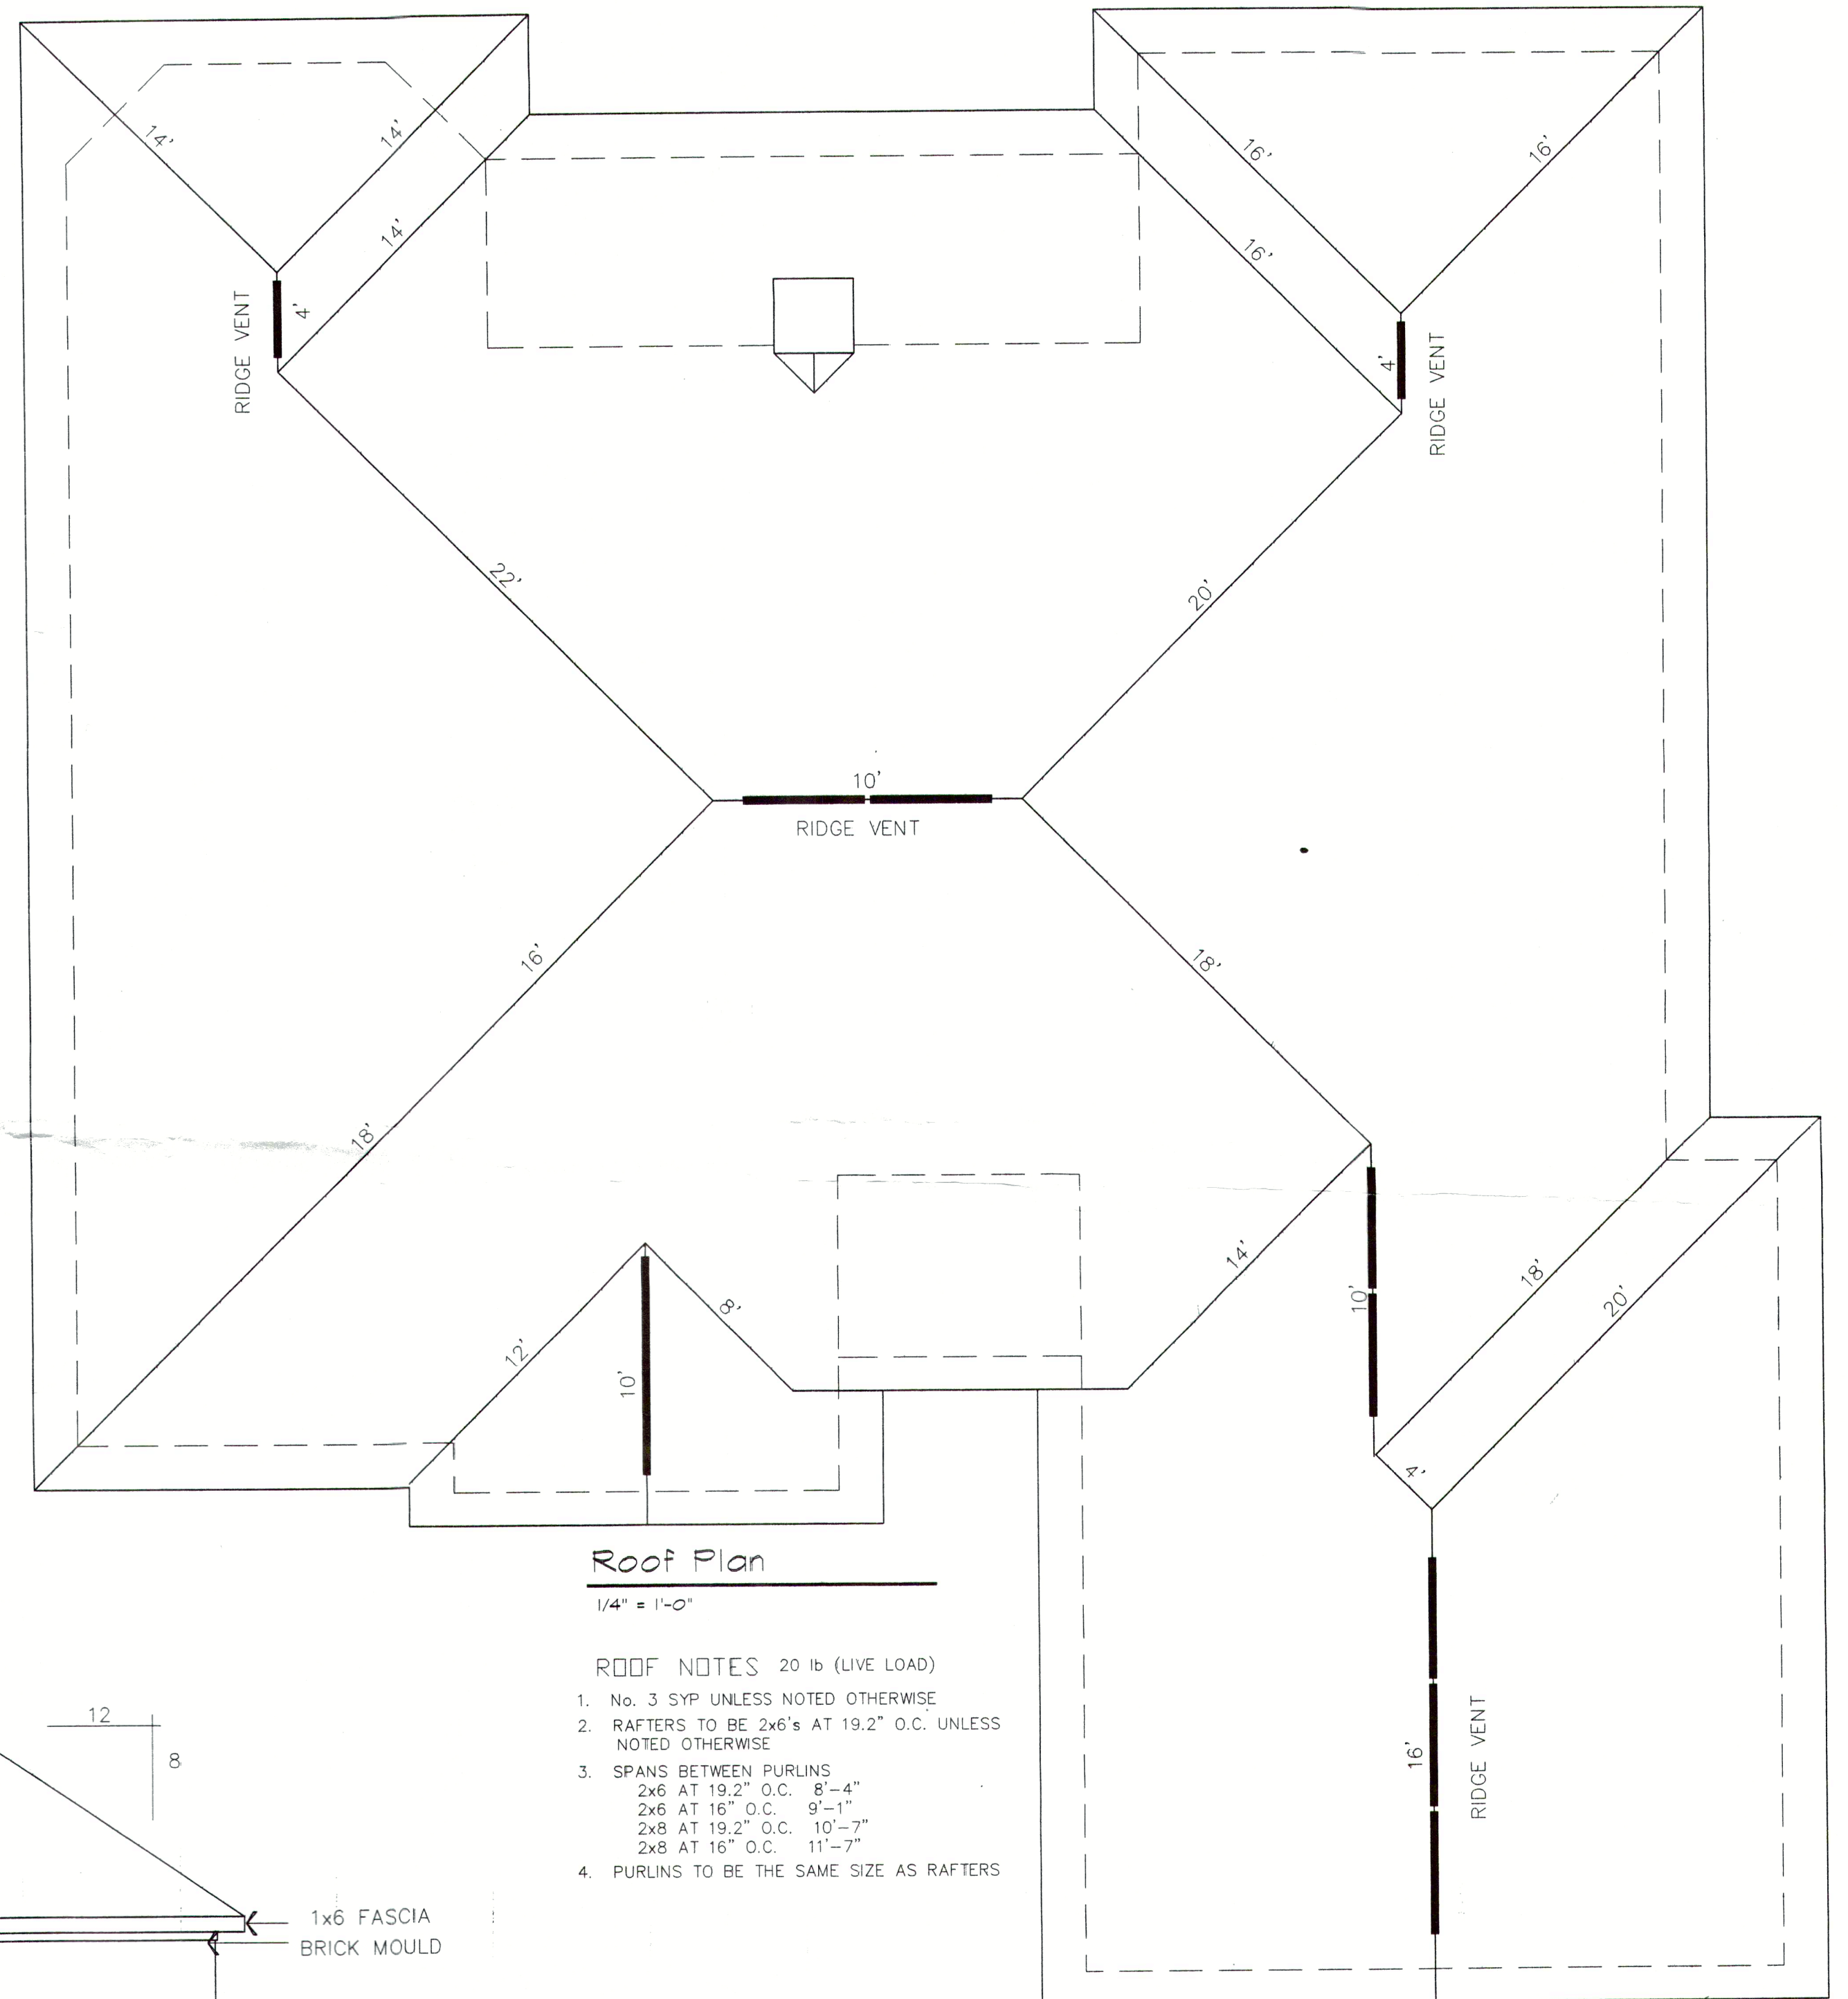 14'
14'
14'
4'
RIDGE VENT
16'
16'
16'
4'
RIDGE VENT
22'
20'
10'
RIDGE VENT
16'
18'
18'
12'
8'
10'
14'
10'
18'
20'
4'
16'
RIDGE VENT
Roof Plan
1/4" = 1'-0"
ROOF NOTES 20 lb (LIVE LOAD)
1. No. 3 SYP UNLESS NOTED OTHERWISE
2. RAFTERS TO BE 2x6's AT 19.2" O.C. UNLESS
NOTED OTHERWISE
3. SPANS BETWEEN PURLINS
2x6 AT 19.2" O.C. 8'-4"
2x6 AT 16" O.C. 9'-1"
2x8 AT 19.2" O.C. 10'-7"
2x8 AT 16" O.C. 11'-7"
4. PURLINS TO BE THE SAME SIZE AS RAFTERS
12
8
1x6 FASCIA
BRICK MOULD